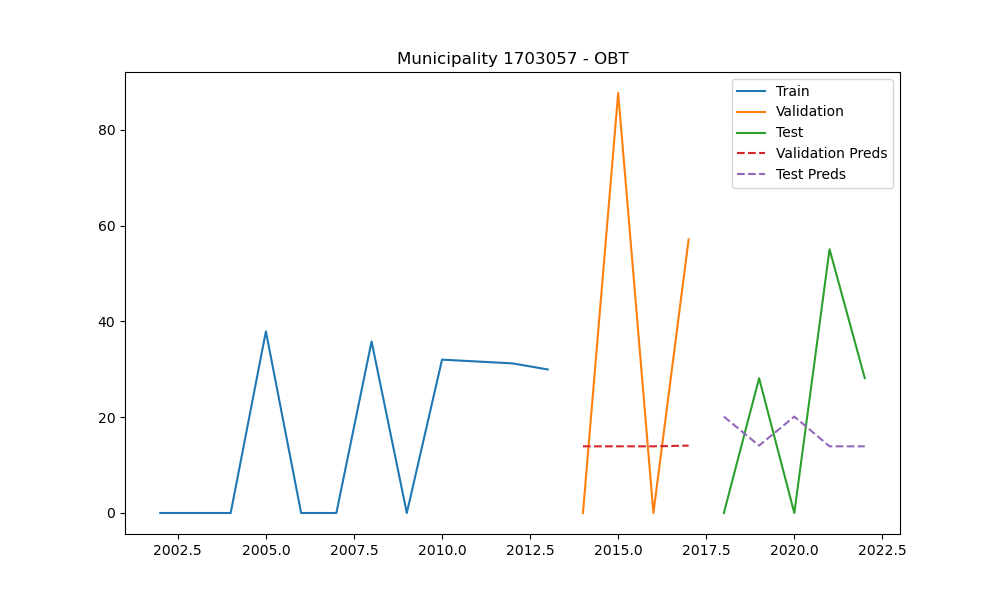 Municipality 1703057 - OBT
Train
Validation
Test
Validation Preds
Test Preds
80
60
40
20
0
2002.5 2005.0 2007.5 2010.0 2012.5 2015.0 2017.5 2020.0 2022.5